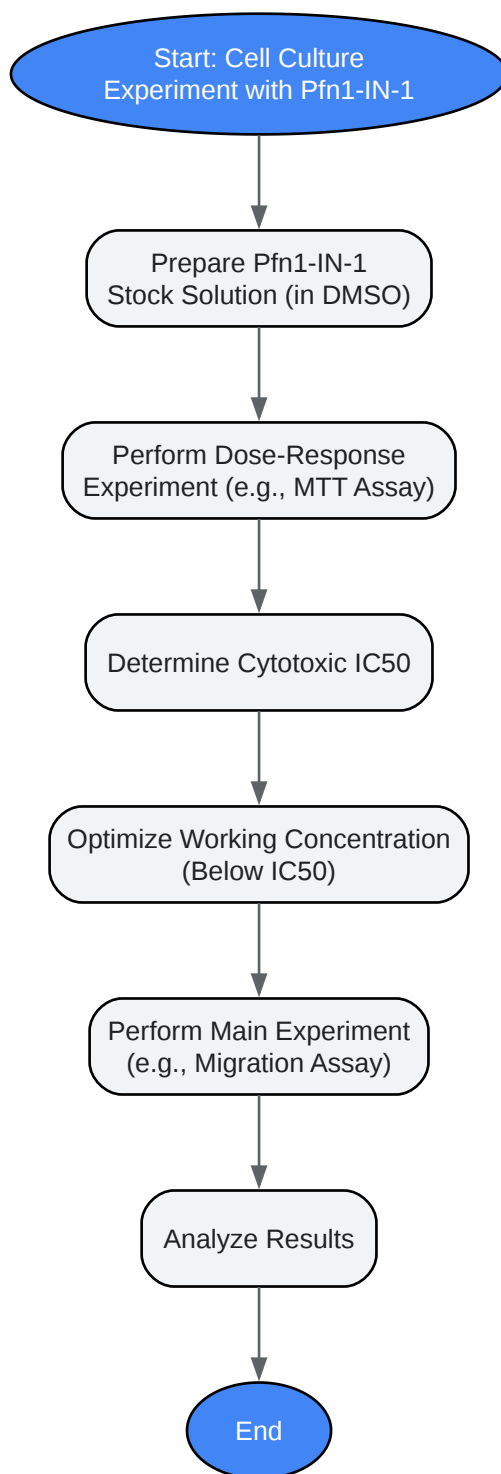 Start: Cell Culture
Experiment with Pfn1-IN-1
Prepare Pfn1-IN-1
Stock Solution (in DMSO)
Perform Dose-Response
Experiment (e.g., MTT Assay)
Determine Cytotoxic IC50
Optimize Working Concentration
(Below IC50)
Perform Main Experiment
(e.g., Migration Assay)
Analyze Results
End